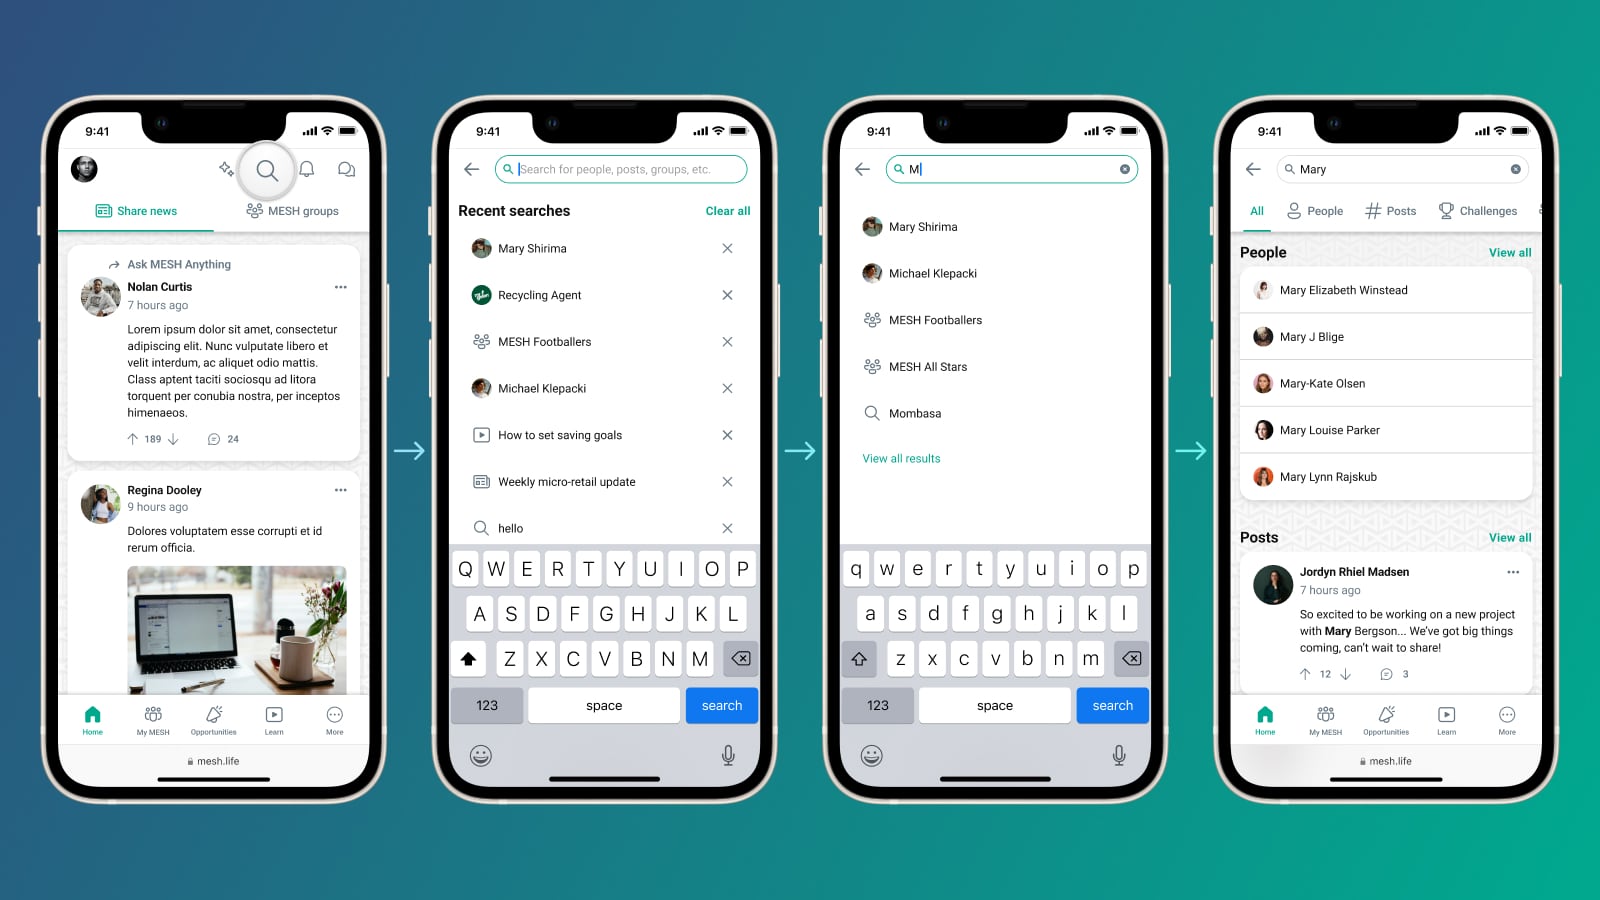 9:41
Share news
MESH groups
Ask MESH Anything
Nolan Curtis
7 hours ago
Lorem ipsum dolor sit amet, consectetur
adipiscing elit. Nunc vulputate libero et
velit interdum, ac aliquet odio mattis.
Class aptent taciti sociosqu ad litora
torquent per conubia nostra, per inceptos
himenaeos.
189
24
Regina Dooley
9 hours ago
Dolores voluptatem esse corrupti et id
rerum officia.
Home
My MESH
Opportunities
Learn
More
mesh.life
9:41
Search for people, posts, groups, etc.
Recent searches
Clear all
Mary Shirima
Recycling Agent
MESH Footballers
Michael Klepacki
How to set saving goals
Weekly micro-retail update
hello
Q W E R T Y U I O P
A S D F G H J K L
Z X C V B N M
123
space
search
9:41
M
Mary Shirima
Michael Klepacki
MESH Footballers
MESH All Stars
Mombasa
View all results
q w e r t y u i o p
a s d f g h j k l
z x c v b n m
123
space
search
9:41
Mary
All
People
Posts
Challenges
People
View all
Mary Elizabeth Winstead
Mary J Blige
Mary-Kate Olsen
Mary Louise Parker
Mary Lynn Rajskub
Posts
View all
Jordyn Rhiel Madsen
7 hours ago
So excited to be working on a new project
with Mary Bergson... We've got big things
coming, can't wait to share!
12
3
Home
My MESH
Opportunities
Learn
More
mesh.life